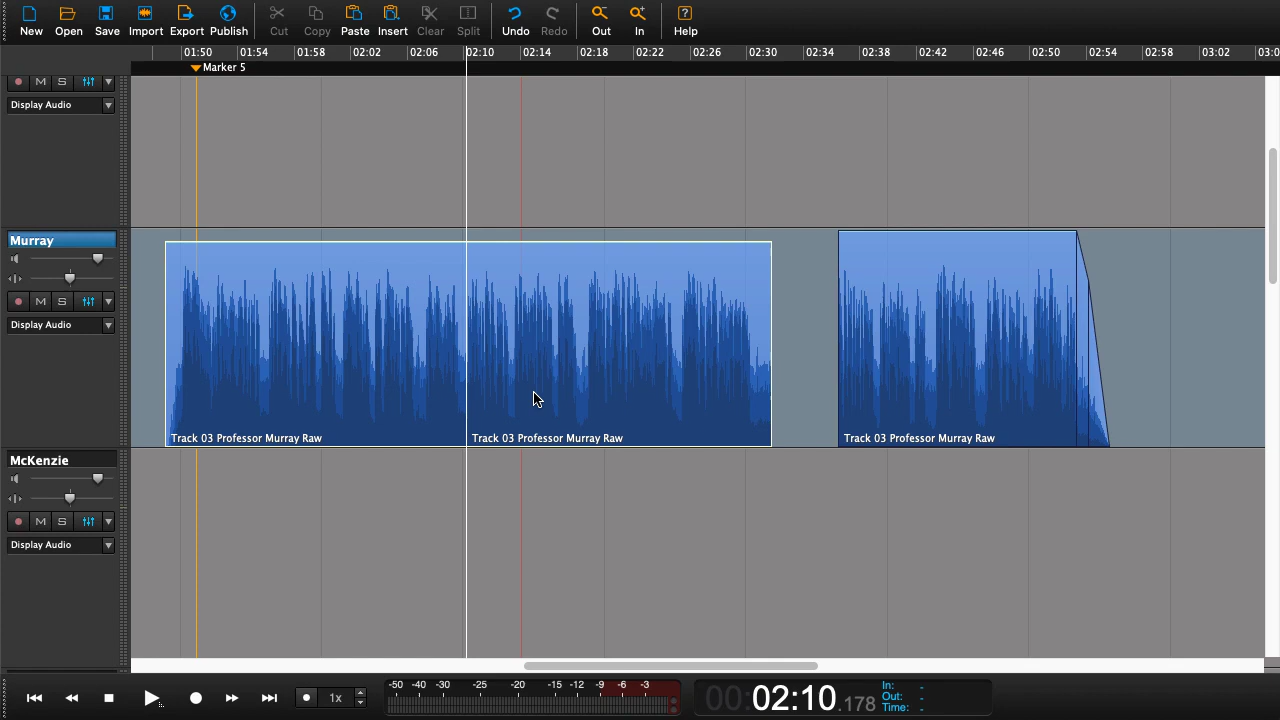 New Open Save Import Export Publish Cut Copy Paste Insert Clear Split Undo Redo Out In Help
01:50 01:54 01:58 02:02 02:06 02:10 02:14 02:18 02:22 02:26 02:30 02:34 02:38 02:42 02:46 02:50 02:54 02:58 03:02 03:0
Marker 5
M S
Display Audio
Murray
M S
Display Audio
Track 03 Professor Murray Raw Track 03 Professor Murray Raw Track 03 Professor Murray Raw
McKenzie
M S
Display Audio
1x
-50 -40 -30 -25 -20 -15 -12 -9 -6 -3
00:02:10.178
In: -
Out: -
Time: -